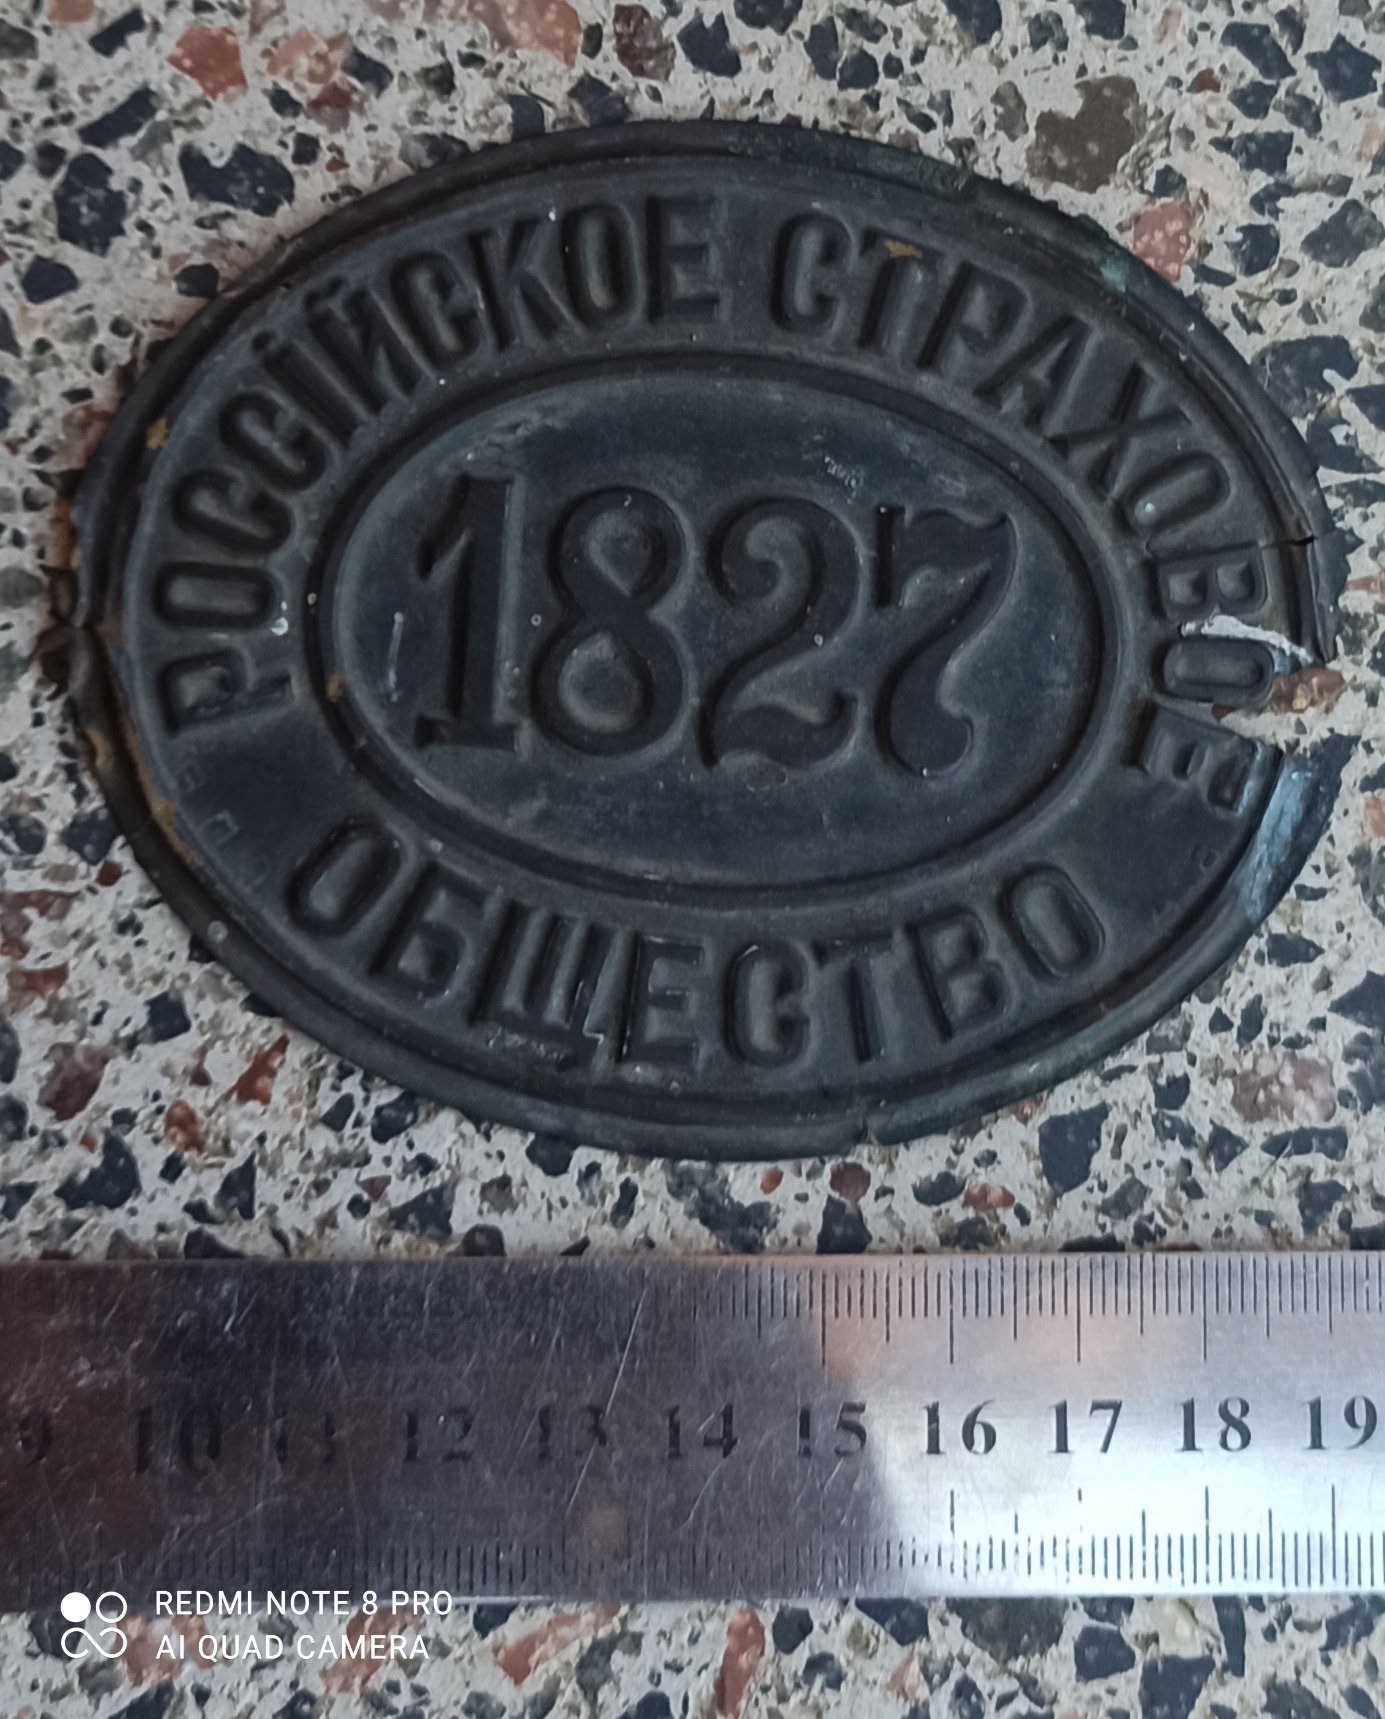 РОССІЙСКОЕ СТРАХОВОЕ
1827
ОБЩЕСТВО
9 10 11 12 13 14 15 16 17 18 19
REDMI NOTE 8 PRO
AI QUAD CAMERA